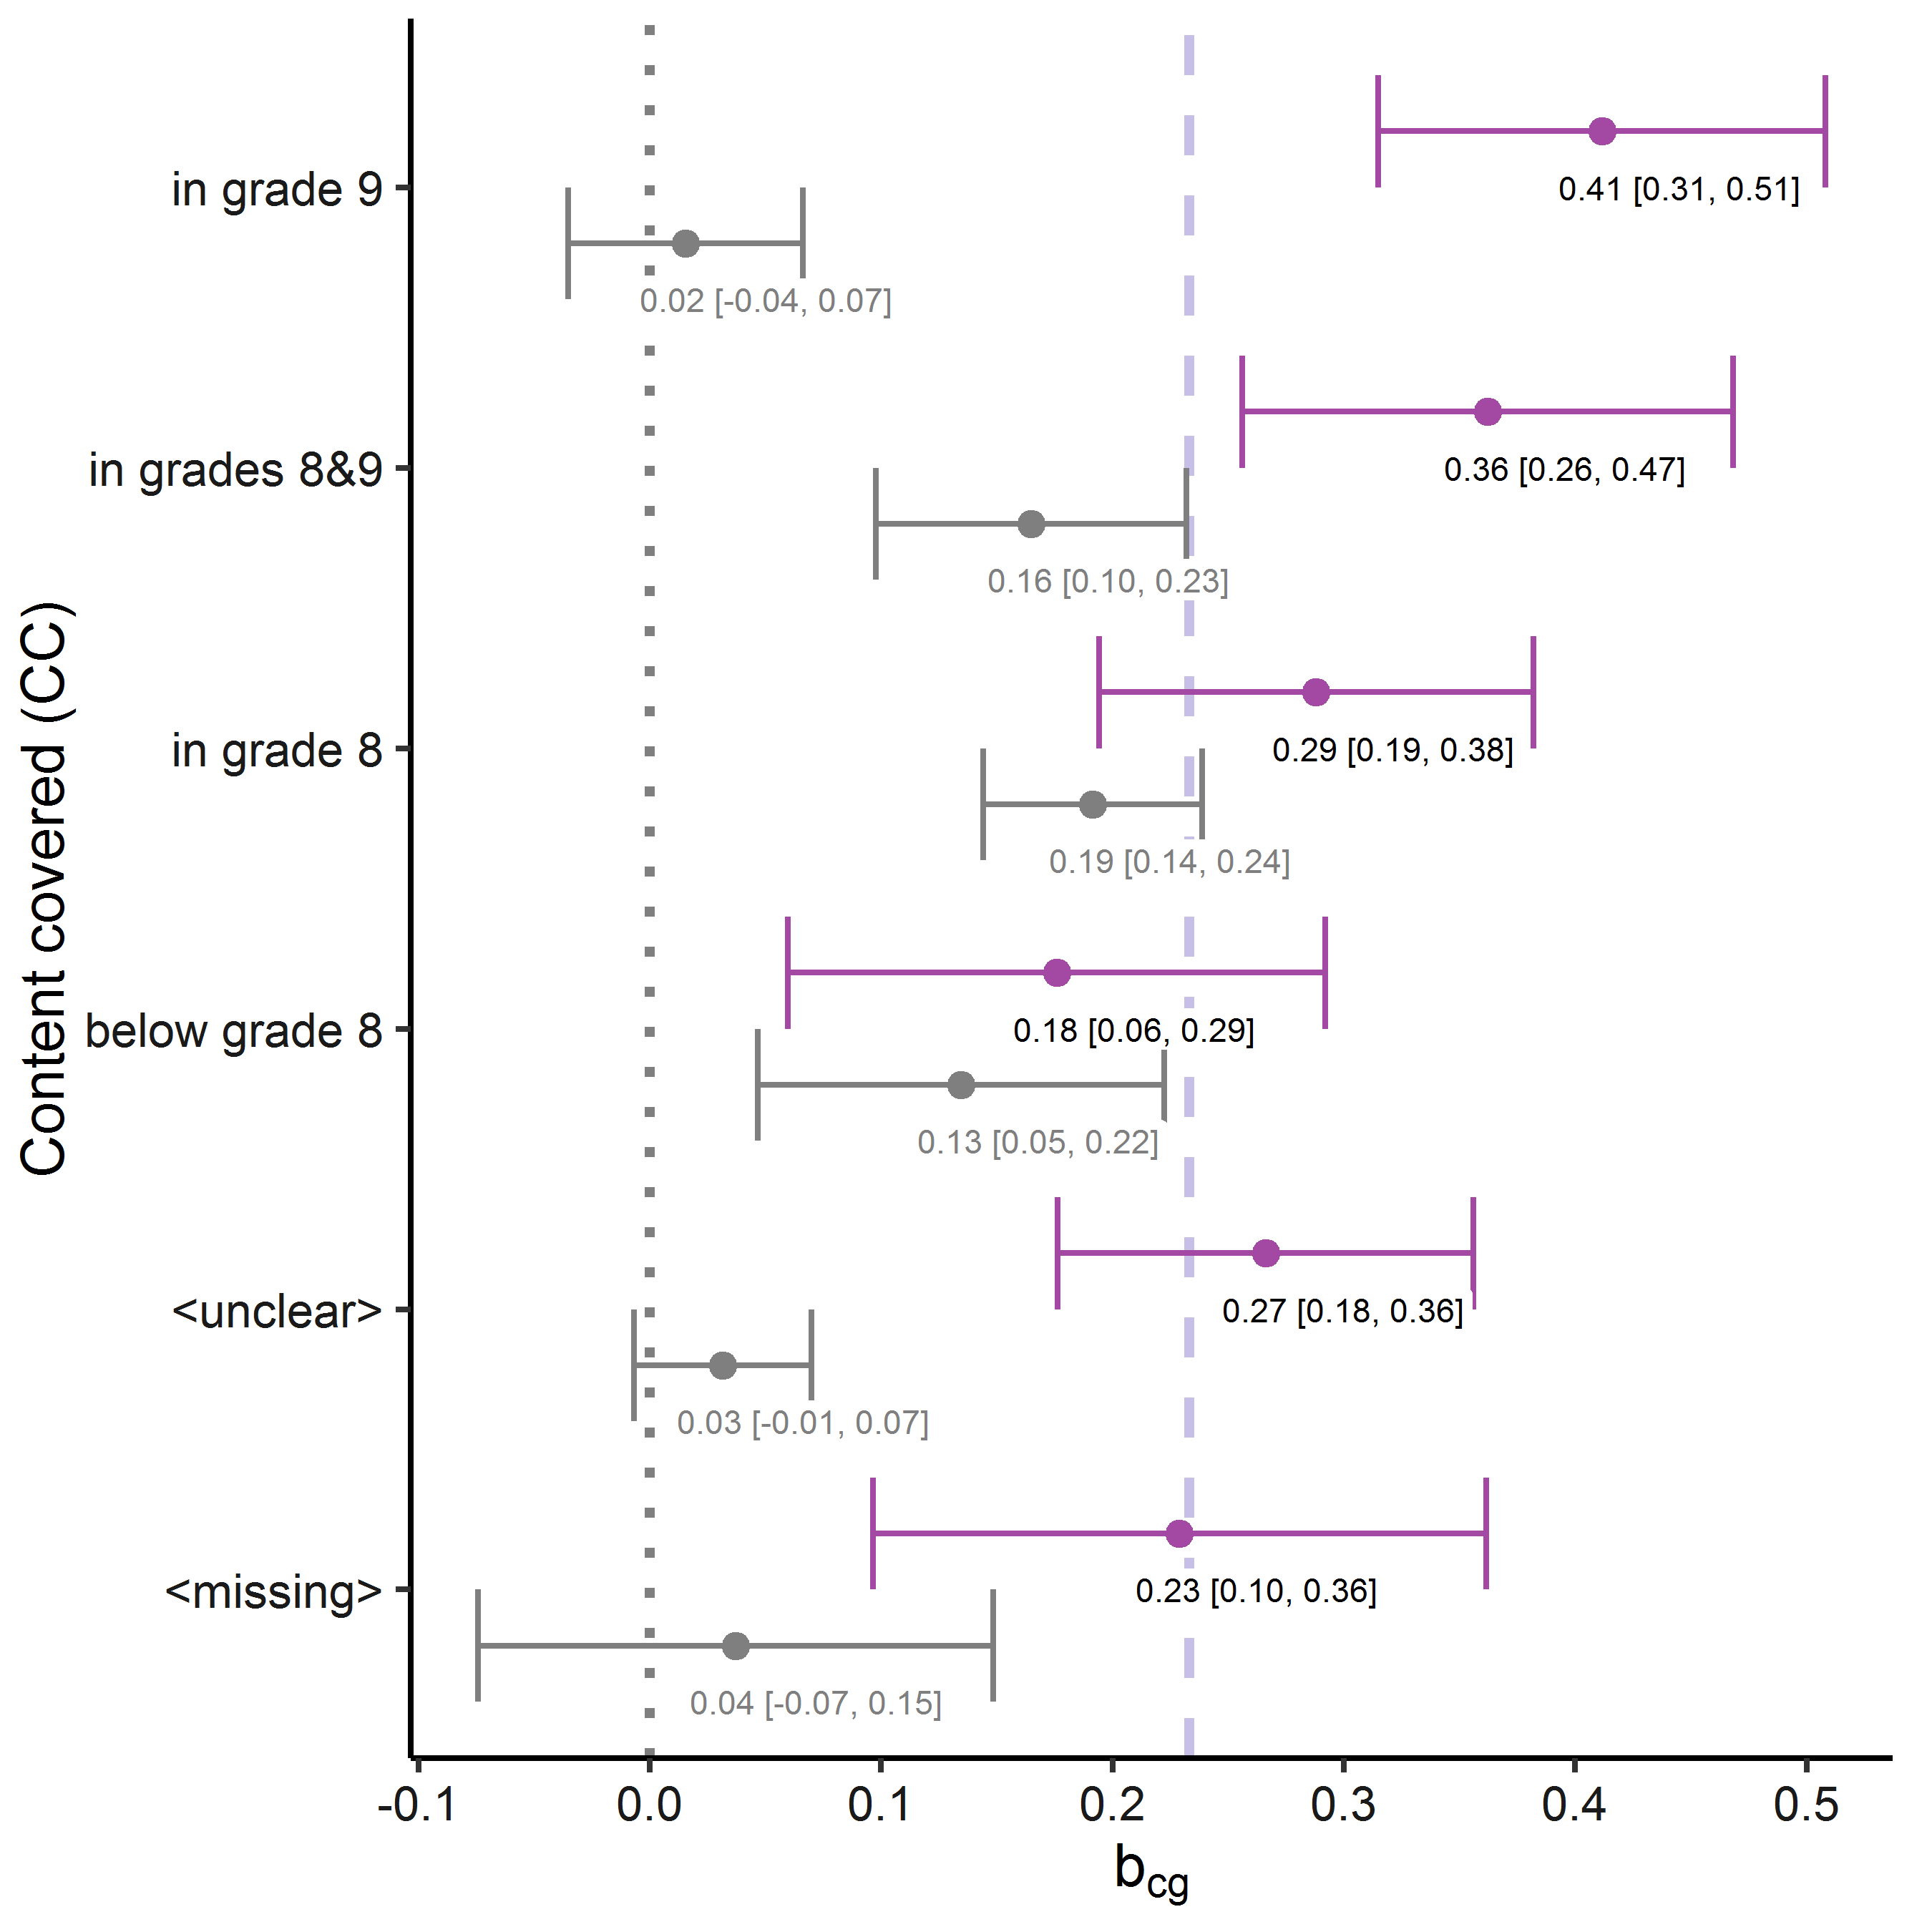 Content covered (CC)
in grade 9
0.41 [0.31, 0.51]
0.02 [-0.04, 0.07]
in grades 8&9
0.36 [0.26, 0.47]
0.16 [0.10, 0.23]
in grade 8
0.29 [0.19, 0.38]
0.19 [0.14, 0.24]
below grade 8
0.18 [0.06, 0.29]
0.13 [0.05, 0.22]
<unclear>
0.27 [0.18, 0.36]
0.03 [-0.01, 0.07]
<missing>
0.23 [0.10, 0.36]
0.04 [-0.07, 0.15]
-0.1 0.0 0.1 0.2 0.3 0.4 0.5
bcg